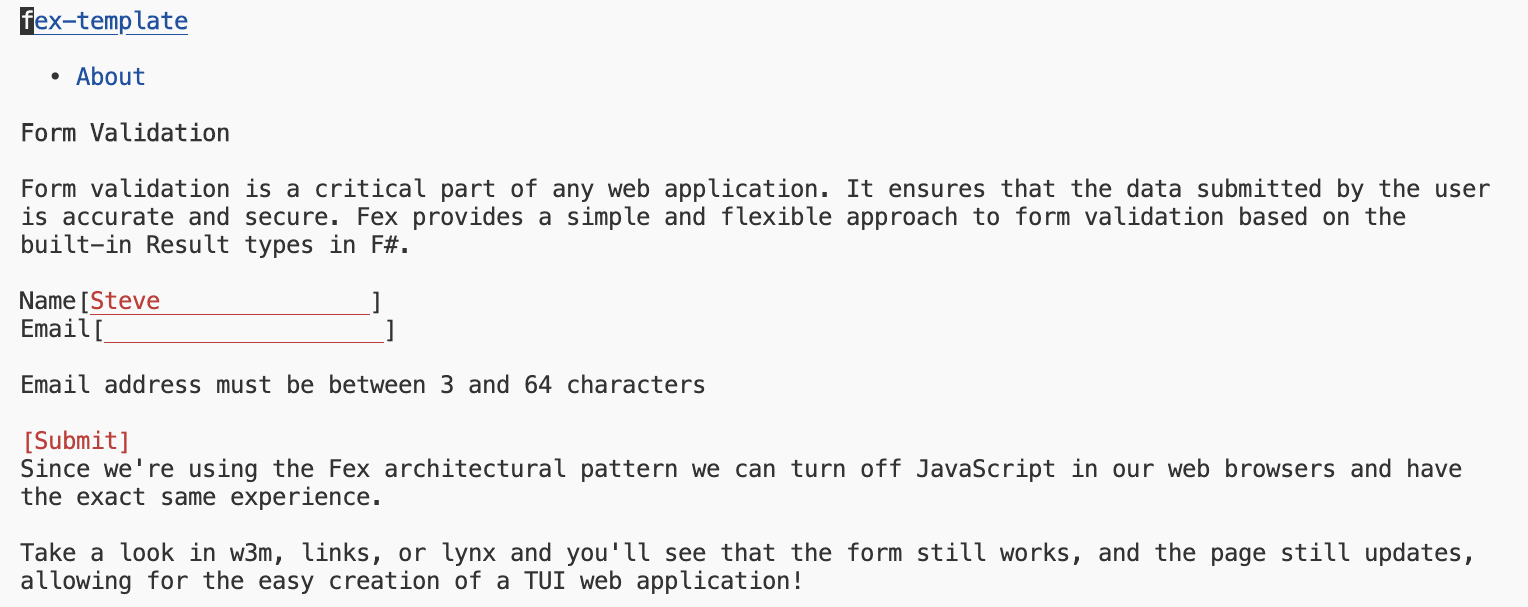 fex-template
• About
Form Validation
Form validation is a critical part of any web application. It ensures that the data submitted by the user
is accurate and secure. Fex provides a simple and flexible approach to form validation based on the
built-in Result types in F#.
Name[Steve               ]
Email[                    ]
Email address must be between 3 and 64 characters
[Submit]
Since we're using the Fex architectural pattern we can turn off JavaScript in our web browsers and have
the exact same experience.
Take a look in w3m, links, or lynx and you'll see that the form still works, and the page still updates,
allowing for the easy creation of a TUI web application!